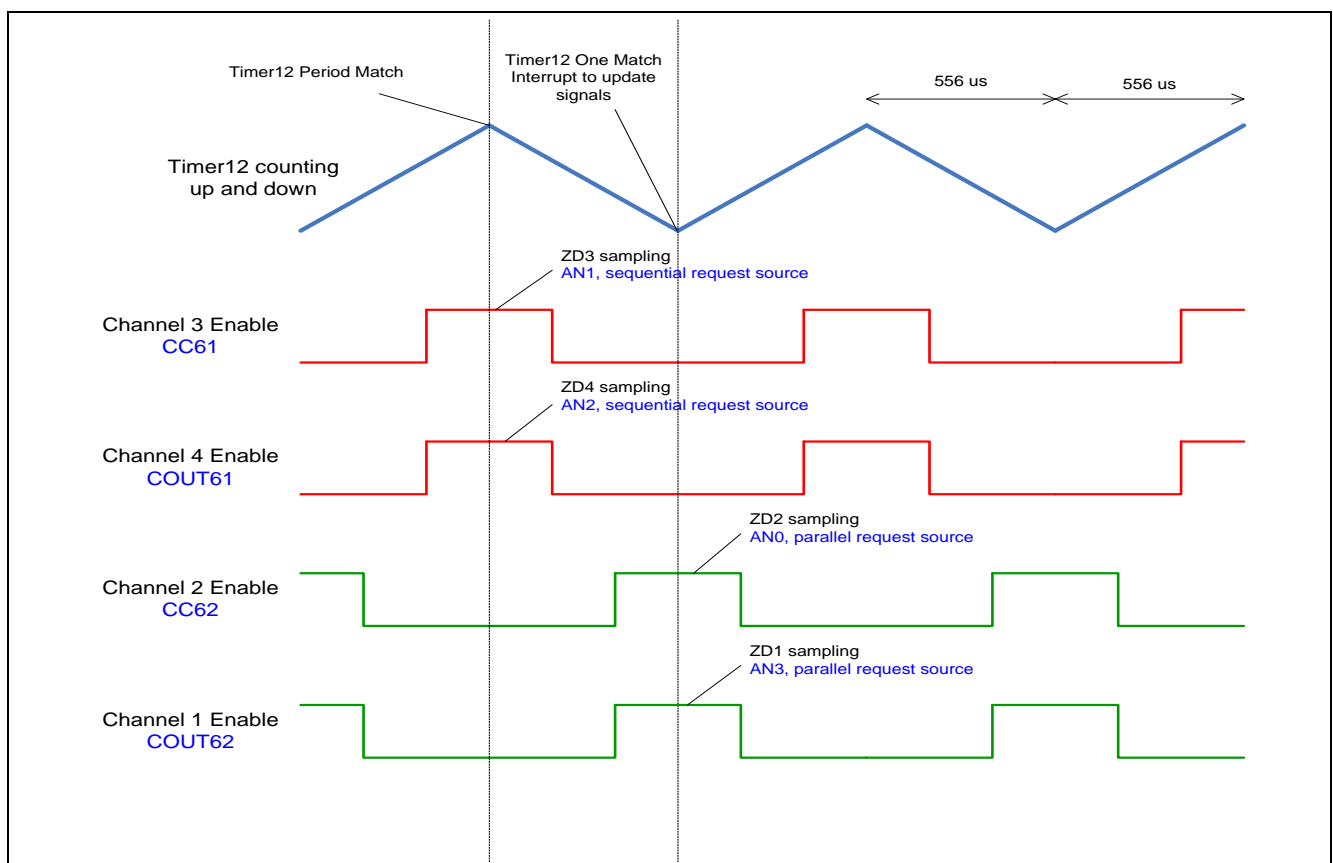 Timer12 Period Match
Timer12 One Match
Interrupt to update
signals
556 us
556 us
Timer12 counting
up and down
ZD3 sampling
AN1, sequential request source
Channel 3 Enable
CC61
ZD4 sampling
AN2, sequential request source
Channel 4 Enable
COUT61
ZD2 sampling
AN0, parallel request source
Channel 2 Enable
CC62
ZD1 sampling
AN3, parallel request source
Channel 1 Enable
COUT62